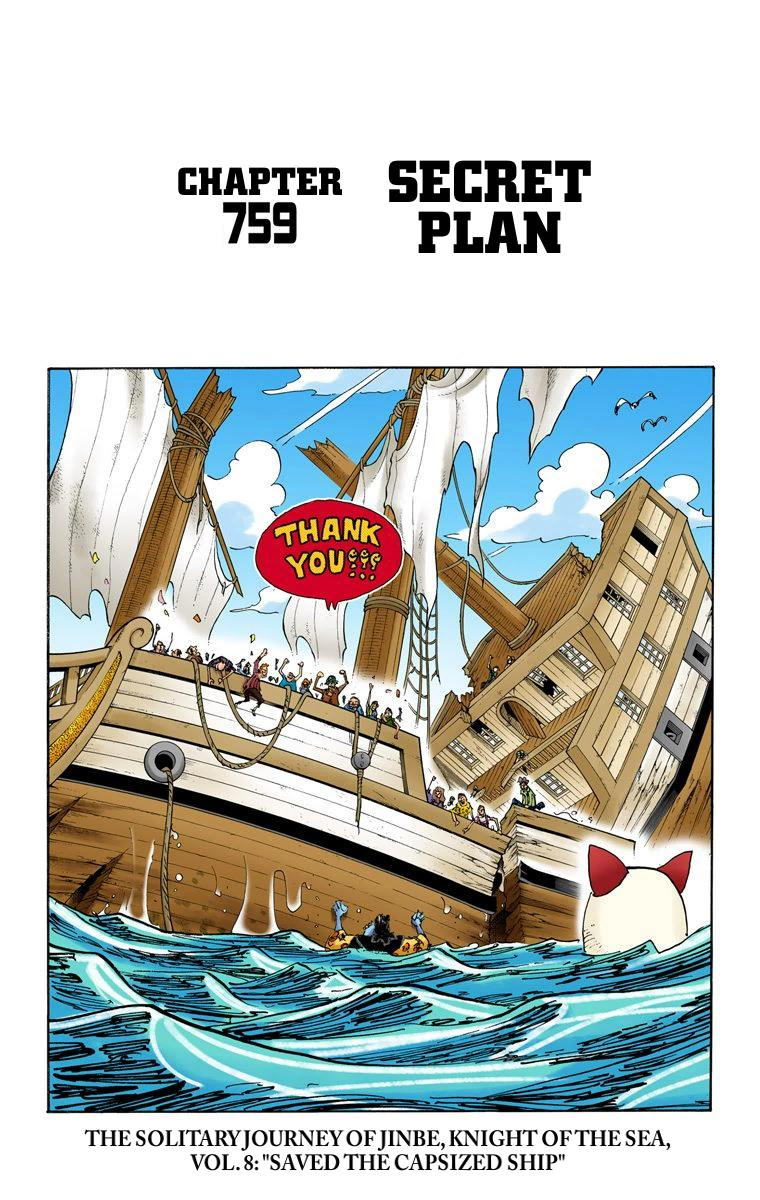 CHAPTER
759
SECRET
PLAN
THANK
YOU!!!
THE SOLITARY JOURNEY OF JINBE, KNIGHT OF THE SEA,
VOL. 8: "SAVED THE CAPSIZED SHIP"